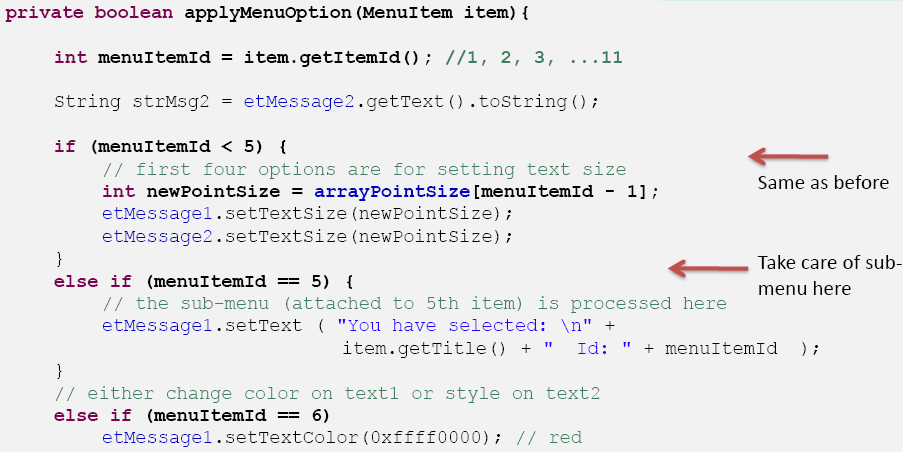 private boolean applyMenuOption(MenuItem item){
int menuItemId = item.getItemId(); //1, 2, 3, ...11
String strMsg2 = etMessage2.getText().toString();
if (menuItemId < 5) {
// first four options are for setting text size
int newPointSize = arrayPointSize[menuItemId - 1];
etMessage1.setTextSize(newPointSize);
etMessage2.setTextSize(newPointSize);
}
Same as before
else if (menuItemId == 5) {
// the sub-menu (attached to 5th item) is processed here
etMessage1.setText ( "You have selected: \n" +
item.getTitle() + "  Id: " + menuItemId  );
}
Take care of sub-
menu here
// either change color on text1 or style on text2
else if (menuItemId == 6)
etMessage1.setTextColor(0xffff0000); // red